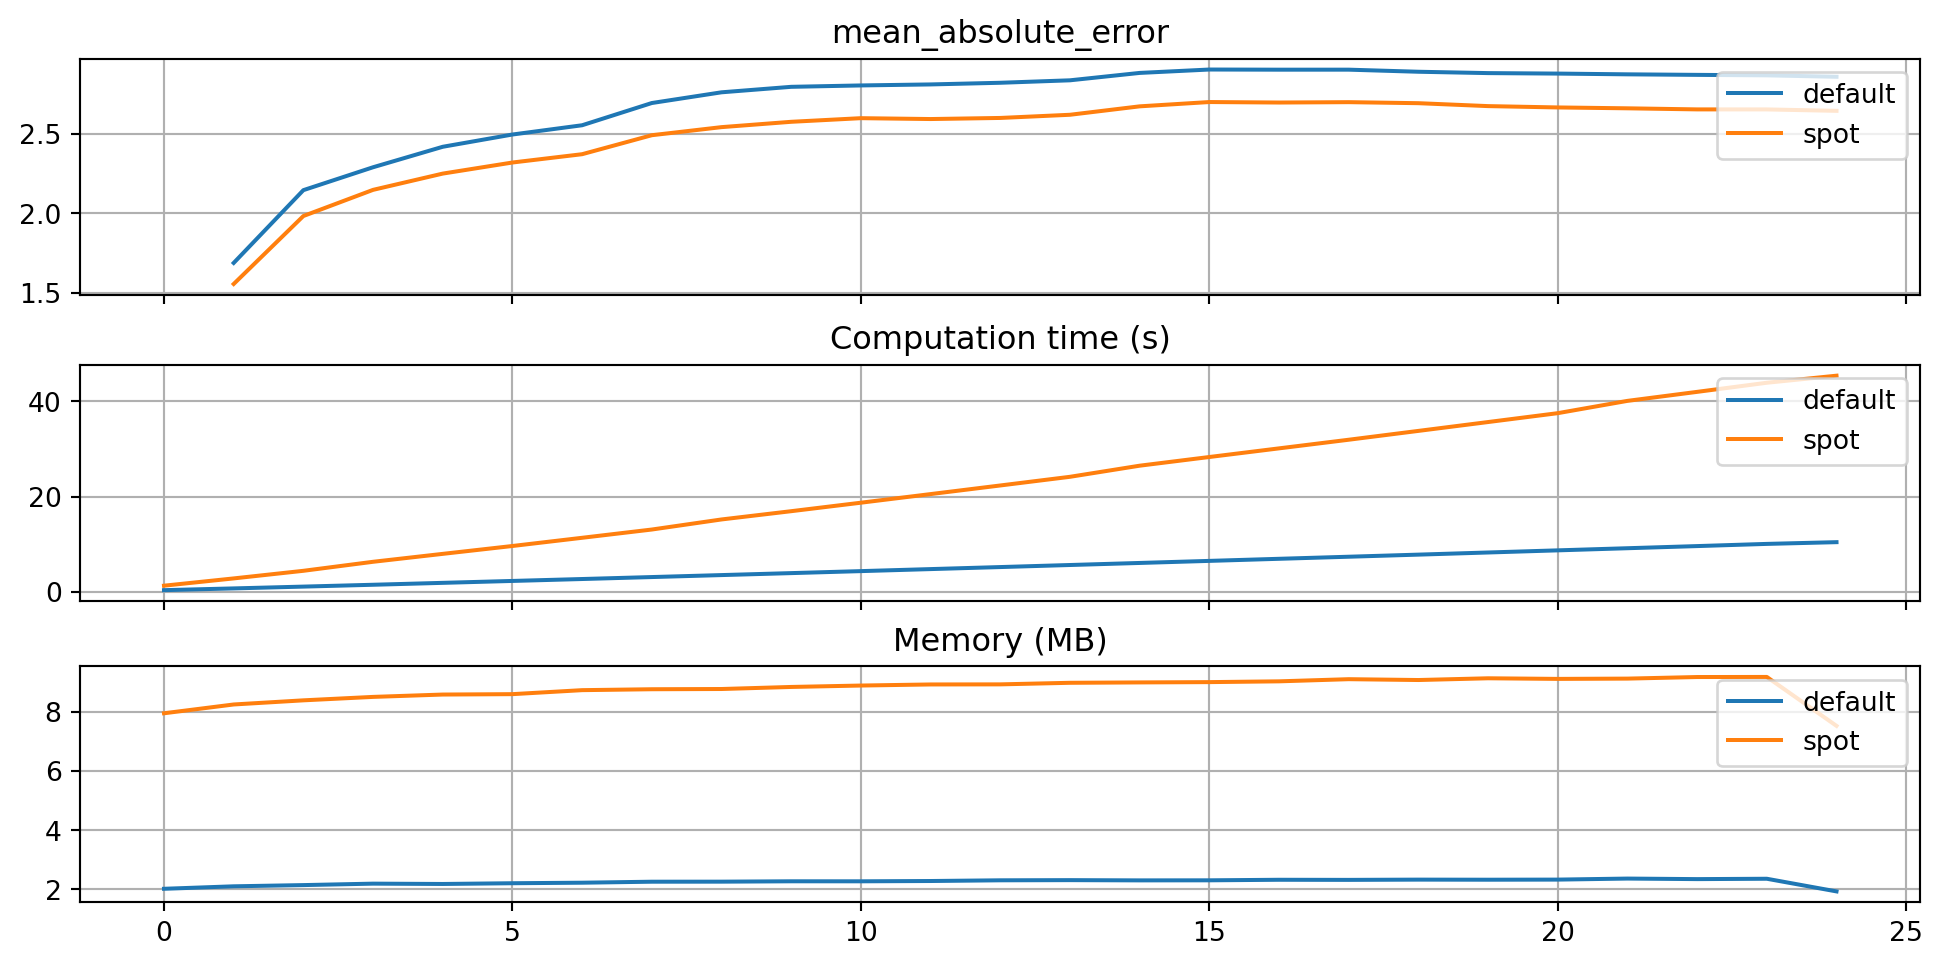 mean_absolute_error
2.5
2.0
1.5
default
spot
Computation time (s)
40
20
0
default
spot
Memory (MB)
8
6
4
2
default
spot
0 5 10 15 20 25